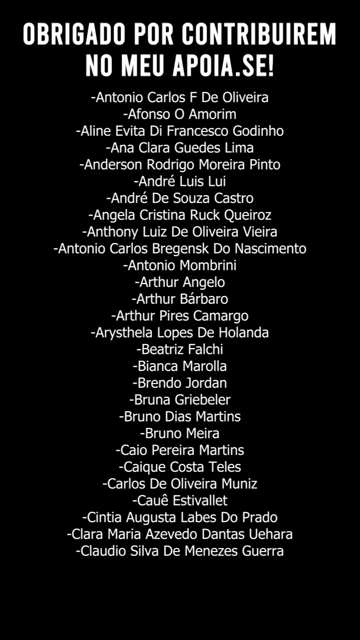 OBRIGADO POR CONTRIBUIREM
NO MEU APOIA.SE!
-Antonio Carlos F De Oliveira
-Afonso O Amorim
-Aline Evita Di Francesco Godinho
-Ana Clara Guedes Lima
-Anderson Rodrigo Moreira Pinto
-André Luis Lui
-André De Souza Castro
-Angela Cristina Ruck Queiroz
-Anthony Luiz De Oliveira Vieira
-Antonio Carlos Bregensk Do Nascimento
-Antonio Mombrini
-Arthur Angelo
-Arthur Bárbaro
-Arthur Pires Camargo
-Arysthela Lopes De Holanda
-Beatriz Falchi
-Bianca Marolla
-Brendo Jordan
-Bruna Griebeler
-Bruno Dias Martins
-Bruno Meira
-Caio Pereira Martins
-Caique Costa Teles
-Carlos De Oliveira Muniz
-Cauê Estivallet
-Cintia Augusta Labes Do Prado
-Clara Maria Azevedo Dantas Uehara
-Claudio Silva De Menezes Guerra